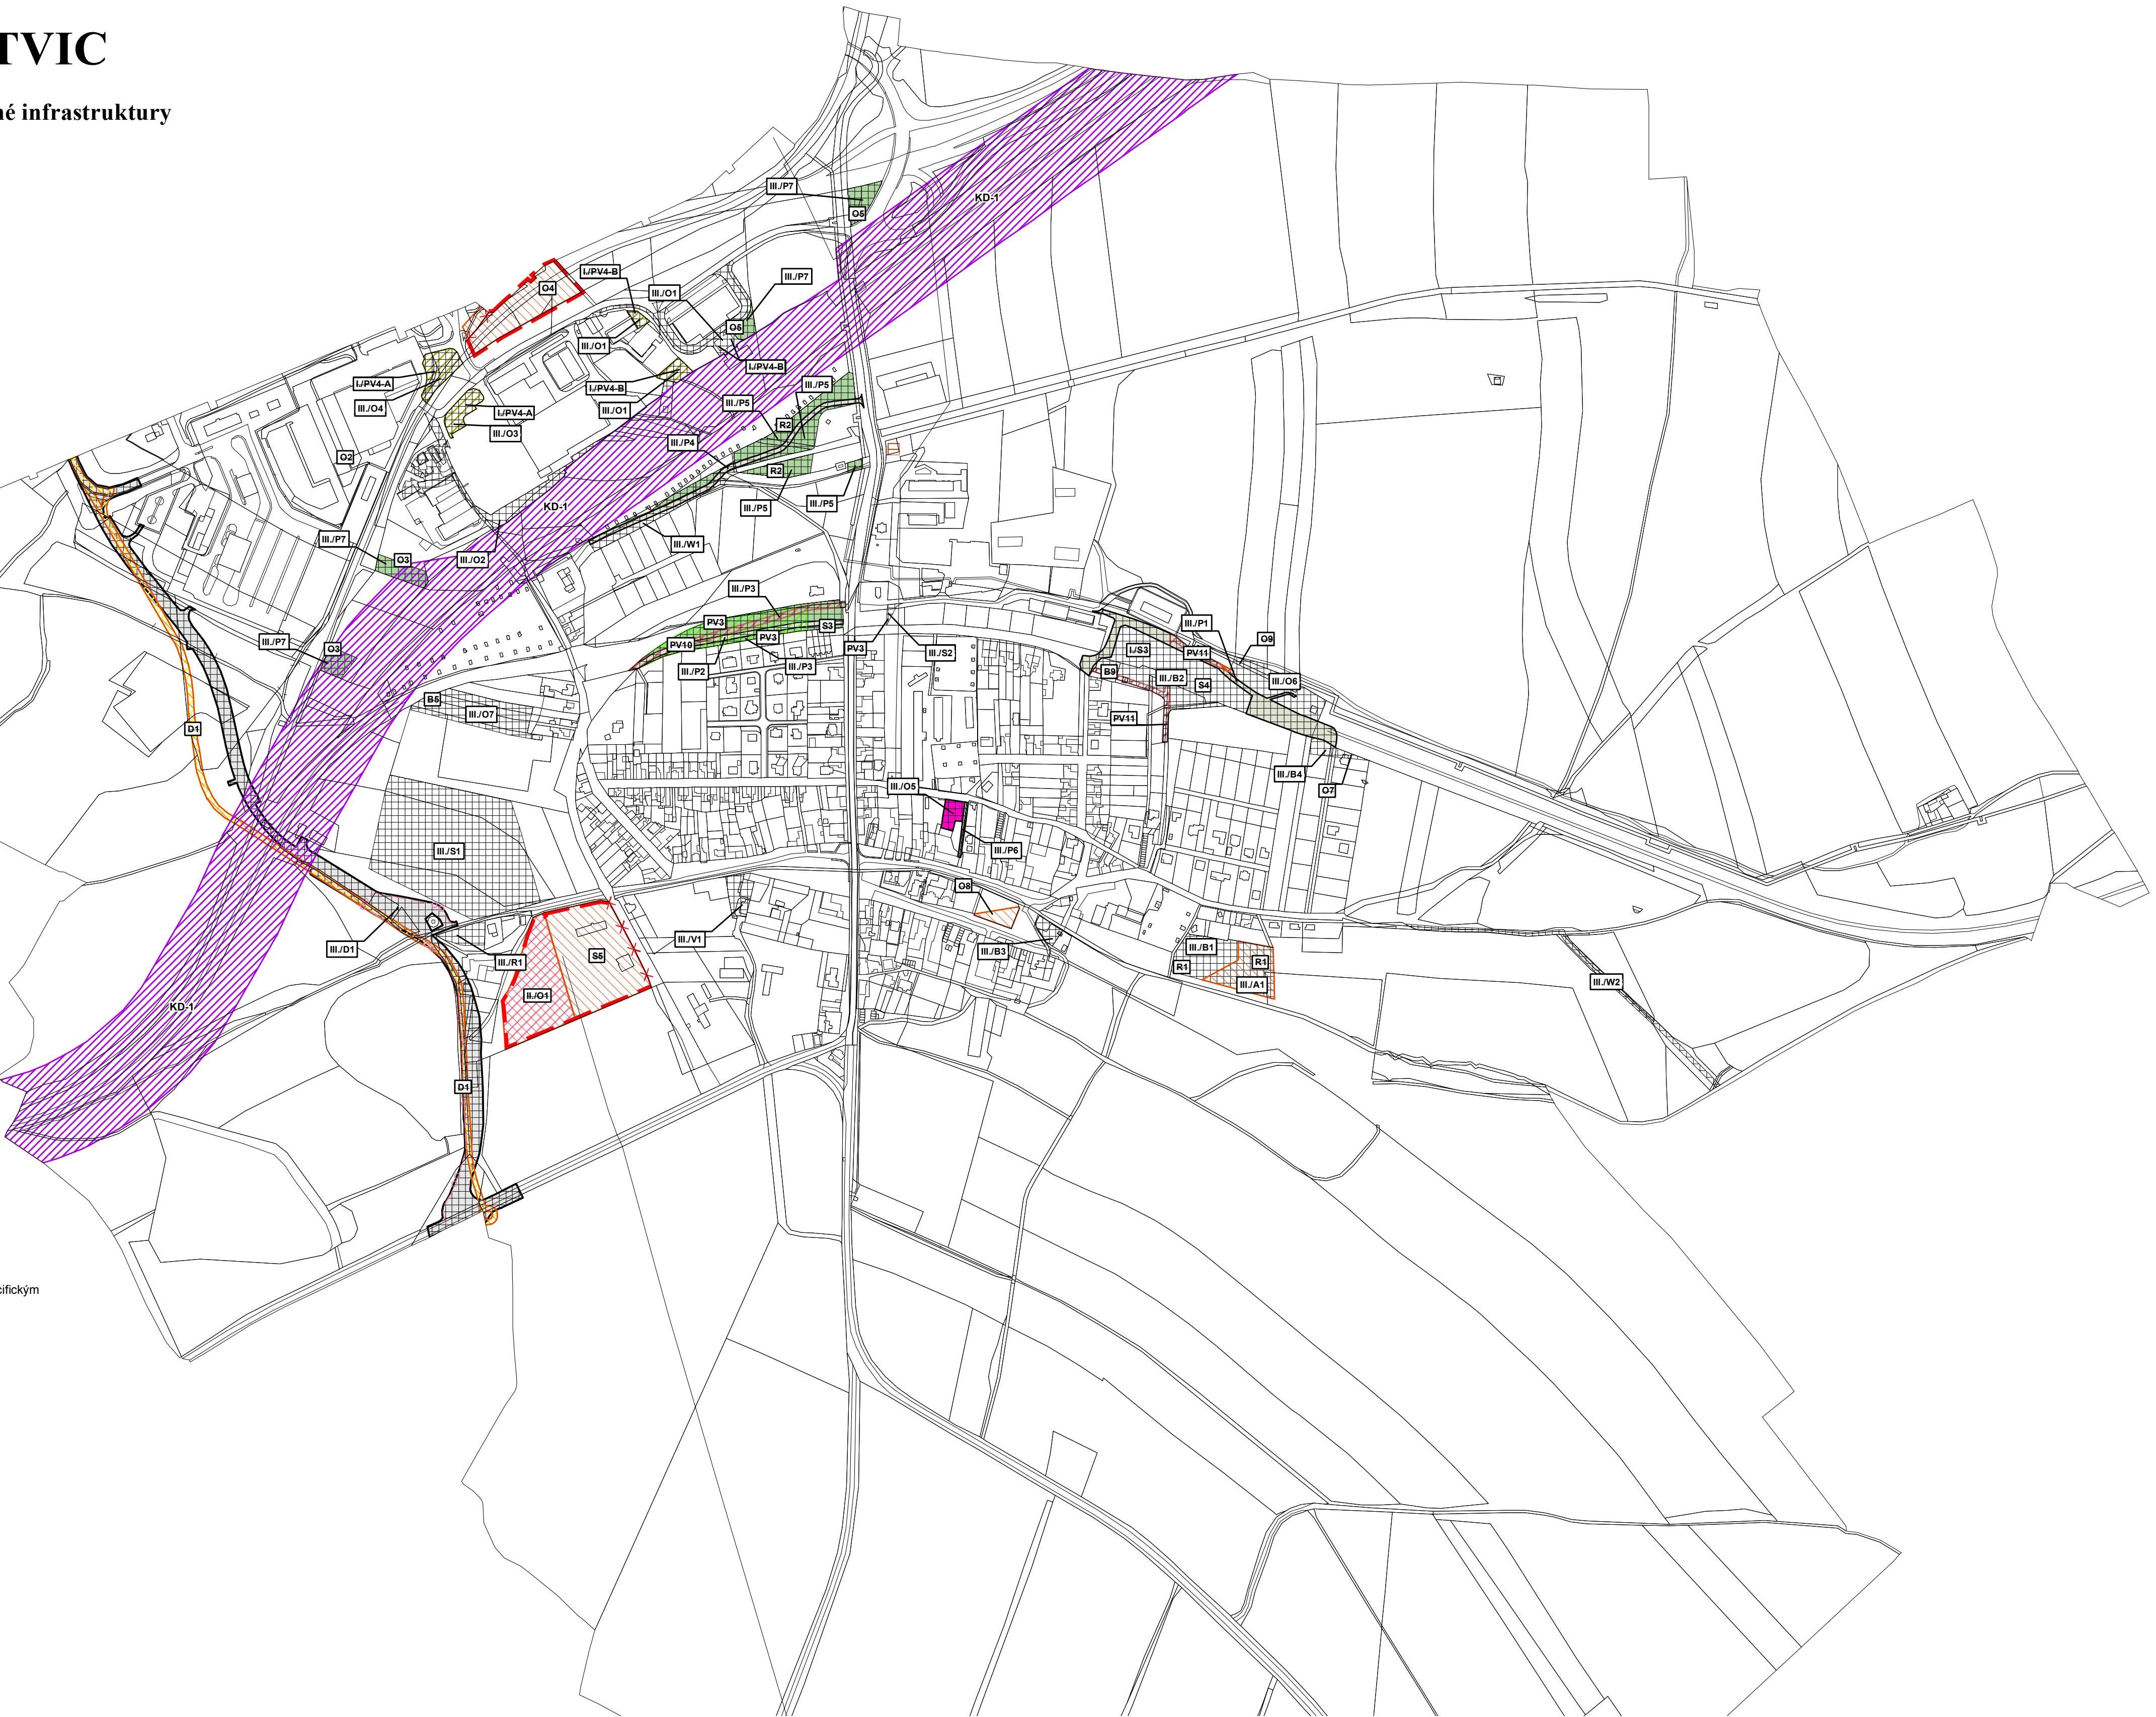 TVIC
né infrastruktury
III./P7
O5
KD-1
I./PV4-B
III./P7
O4
III./O1
O5
III./O1
I./PV4-B
I./PV4-A
I./PV4-B
III./P5
III./O4
I./PV4-A
III./O1
III./P5
R2
III./O3
III./P4
O2
R2
III./P5
III./P5
KD-1
III./P7
III./W1
O3
III./O2
III./P3
PV3
III./P1
S3
PV3
O9
III./P7
O3
PV10
PV3
I./S3
III./S2
PV11
III./P2
III./P3
B9
III./B2
III./O6
S4
B5
III./O7
PV11
D1
III./B4
III./O5
O7
III./S1
III./P6
O8
III./V1
III./D1
III./B3
III./B1
S5
III./R1
R1
R1
III./W2
III./A1
II./O1
KD-1
D1
cifickým